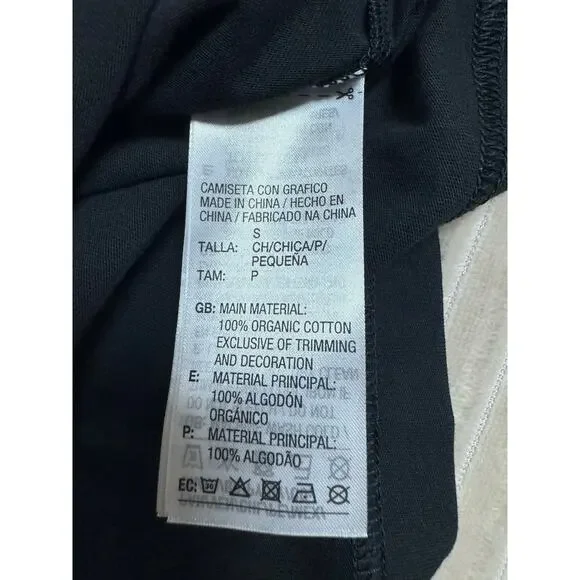 CAMISETA CON GRAFICO
MADE IN CHINA / HECHO EN
CHINA / FABRICADO NA CHINA
S
TALLA: CH/CHICA/P/
PEQUEÑA
TAM: P
GB: MAIN MATERIAL:
100% ORGANIC COTTON
EXCLUSIVE OF TRIMMING
AND DECORATION
E: MATERIAL PRINCIPAL:
100% ALGODÓN
ORGÁNICO
P: MATERIAL PRINCIPAL:
100% ALGODÃO
EC: 30